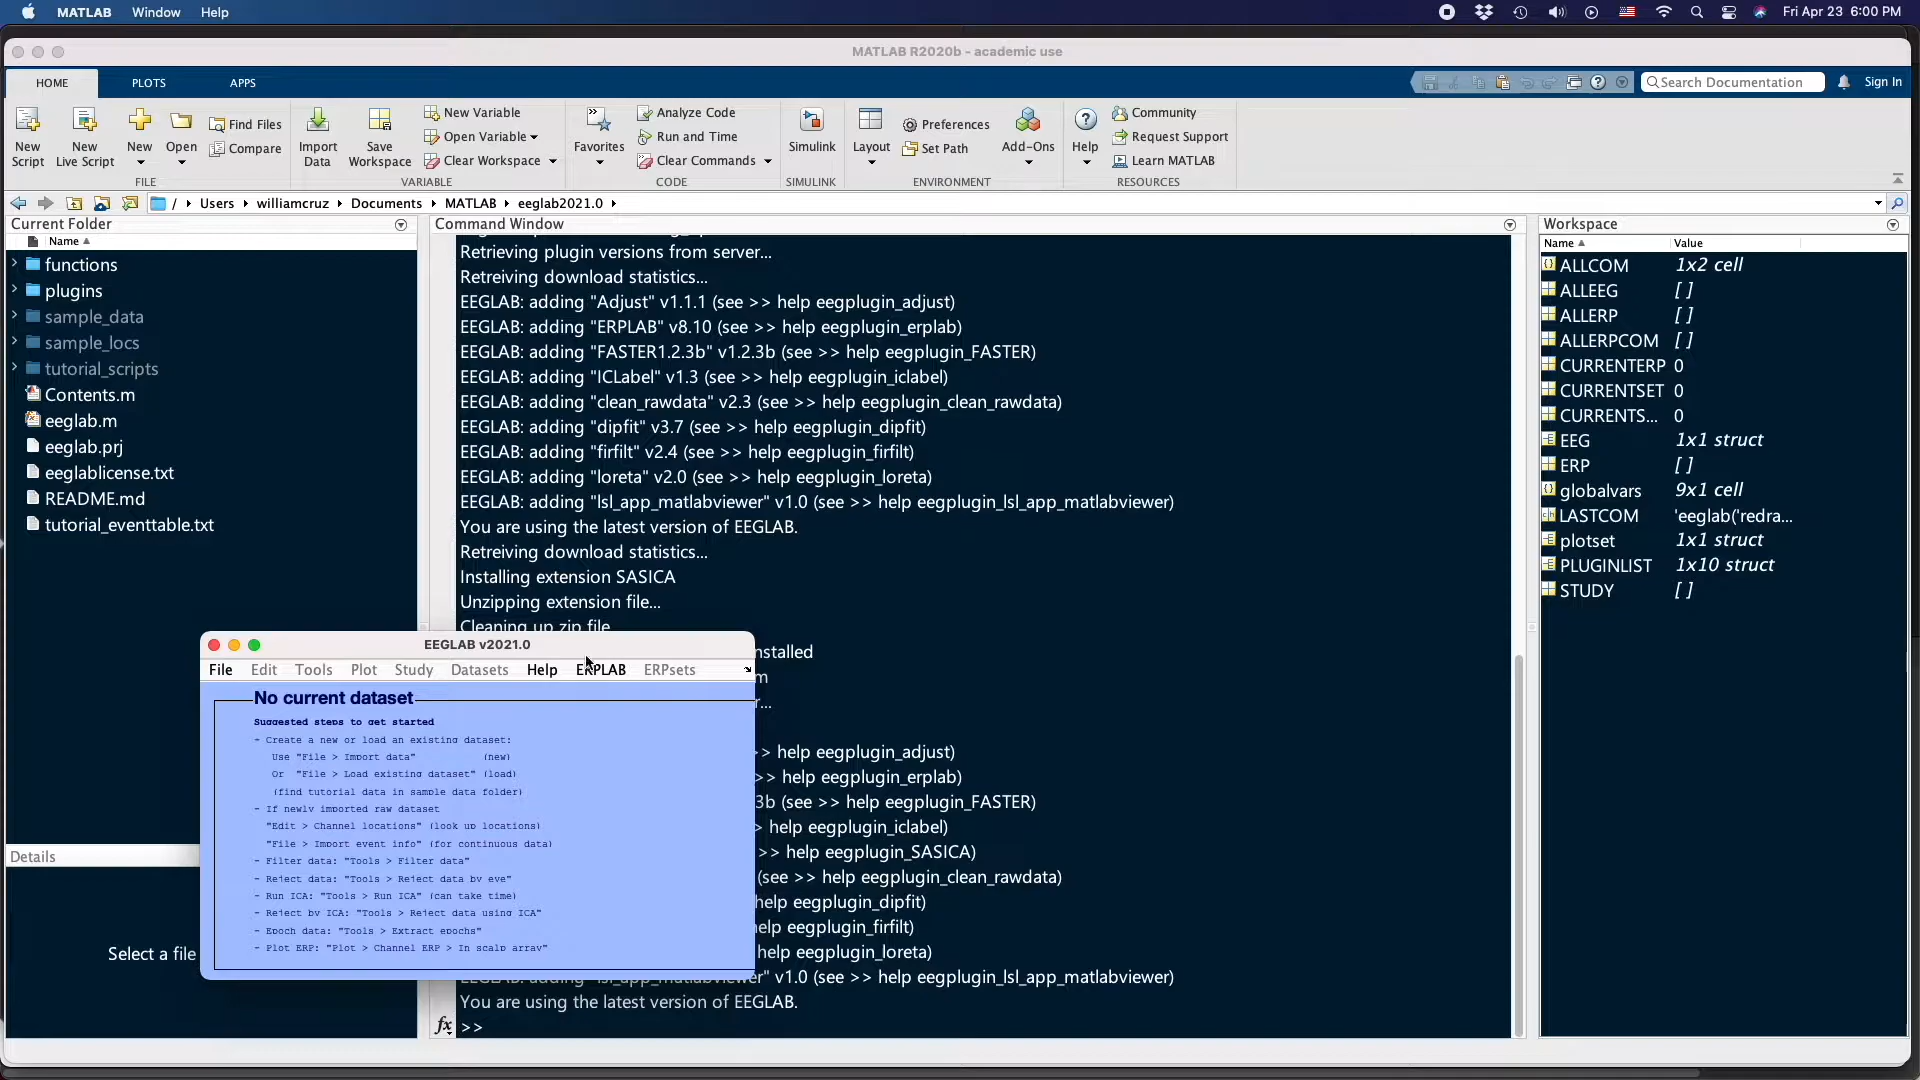 MATLAB Window Help
Fri Apr 23 6:00 PM
MATLAB R2020b - academic use
HOME PLOTS APPS
Search Documentation
Sign In
New Script
New Live Script
New
Open
Find Files
Compare
FILE
Import Data
Save Workspace
New Variable
Open Variable
Clear Workspace
VARIABLE
Favorites
Analyze Code
Run and Time
Clear Commands
CODE
Simulink
SIMULINK
Layout
Preferences
Set Path
Add-Ons
ENVIRONMENT
Help
Community
Request Support
Learn MATLAB
RESOURCES
/ Users williamcruz Documents MATLAB eeglab2021.0
Current Folder
Name
functions
plugins
sample_data
sample_locs
tutorial_scripts
Contents.m
eeglab.m
eeglab.prj
eeglablicense.txt
README.md
tutorial_eventtable.txt
Details
Select a file
Command Window
Retrieving plugin versions from server...
Retreiving download statistics...
EEGLAB: adding "Adjust" v1.1.1 (see >> help eegplugin_adjust)
EEGLAB: adding "ERPLAB" v8.10 (see >> help eegplugin_erplab)
EEGLAB: adding "FASTER1.2.3b" v1.2.3b (see >> help eegplugin_FASTER)
EEGLAB: adding "ICLabel" v1.3 (see >> help eegplugin_iclabel)
EEGLAB: adding "clean_rawdata" v2.3 (see >> help eegplugin_clean_rawdata)
EEGLAB: adding "dipfit" v3.7 (see >> help eegplugin_dipfit)
EEGLAB: adding "firfilt" v2.4 (see >> help eegplugin_firfilt)
EEGLAB: adding "loreta" v2.0 (see >> help eegplugin_loreta)
EEGLAB: adding "lsl_app_matlabviewer" v1.0 (see >> help eegplugin_lsl_app_matlabviewer)
You are using the latest version of EEGLAB.
Retreiving download statistics...
Installing extension SASICA
Unzipping extension file...
Cleaning up zip file
nstalled
m
r...
>> help eegplugin_adjust)
>> help eegplugin_erplab)
3b (see >> help eegplugin_FASTER)
> help eegplugin_iclabel)
>> help eegplugin_SASICA)
(see >> help eegplugin_clean_rawdata)
help eegplugin_dipfit)
elp eegplugin_firfilt)
help eegplugin_loreta)
EEGLAB: adding "lsl_app_matlabviewer" v1.0 (see >> help eegplugin_lsl_app_matlabviewer)
You are using the latest version of EEGLAB.
fx >>
EEGLAB v2021.0
File Edit Tools Plot Study Datasets Help ERPLAB ERPsets
No current dataset
Suggested steps to get started
- Create a new or load an existing dataset:
Use "File > Import data" (new)
Or "File > Load existing dataset" (load)
(find tutorial data in sample data folder)
- If newly imported raw dataset
"Edit > Channel locations" (look up locations)
"File > Import event info" (for continuous data)
- Filter data: "Tools > Filter data"
- Reject data: "Tools > Reject data by eye"
- Run ICA: "Tools > Run ICA" (can take time)
- Reject by ICA: "Tools > Reject data using ICA"
- Epoch data: "Tools > Extract epochs"
- Plot ERP: "Plot > Channel ERP > In scalp array"
Workspace
Name Value
ALLCOM 1x2 cell
ALLEEG []
ALLERP []
ALLERPCOM []
CURRENTERP 0
CURRENTSET 0
CURRENTS... 0
EEG 1x1 struct
ERP []
globalvars 9x1 cell
LASTCOM 'eeglab('redra...
plotset 1x1 struct
PLUGINLIST 1x10 struct
STUDY []